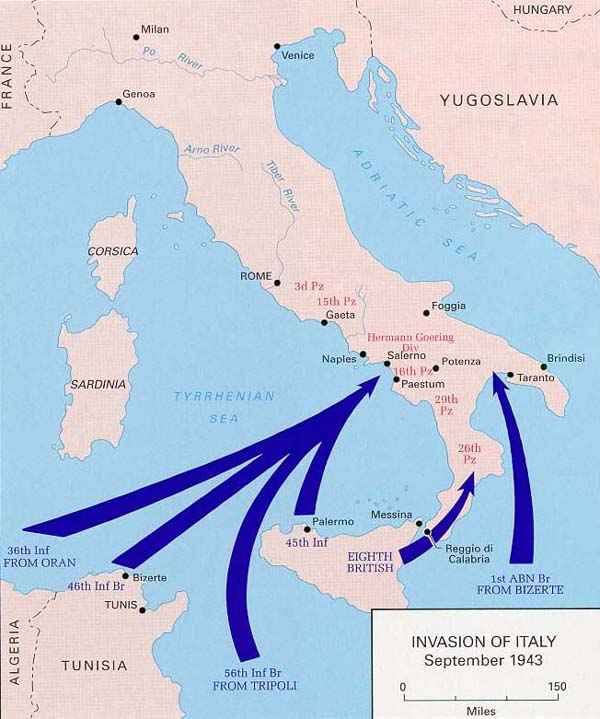 HUNGARY
Milan
Po River
FRANCE
Venice
Genoa
YUGOSLAVIA
Arno River
Tiber River
ADRIATIC SEA
CORSICA
ROME
3d Pz
15th Pz
Gaeta
Foggia
Hermann Goering
Div
Naples
Salerno
16th Pz
Potenza
Brindisi
Taranto
Paestum
SARDINIA
29th
Pz
TYRRHENIAN
SEA
26th
Pz
Messina
Palermo
45th Inf
Reggio di
Calabria
EIGHTH
BRITISH
36th Inf
FROM ORAN
46th Inf Br
Bizerte
1st ABN Br
FROM BIZERTE
TUNIS
ALGERIA
TUNISIA
56th Inf Br
FROM TRIPOLI
INVASION OF ITALY
September 1943
0 150
Miles